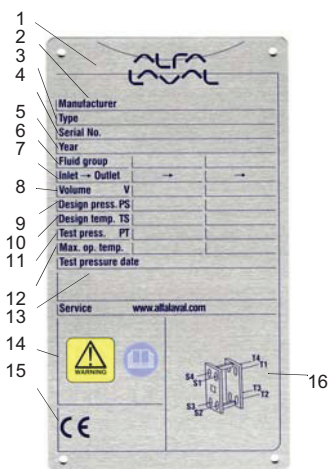 1
2
3
4
5
6
7
8
9
10
11
12
13
14
15
16
ALFA
LAVAL
Manufacturer
Type
Serial No.
Year
Fluid group
Inlet → Outlet → →
Volume V
Design press. PS
Design temp. TS
Test press. PT
Max. op. temp.
Test pressure date
Service www.alfalaval.com
WARNING
CE
S4 T4
S1 T1
S3 T3
S2 T2